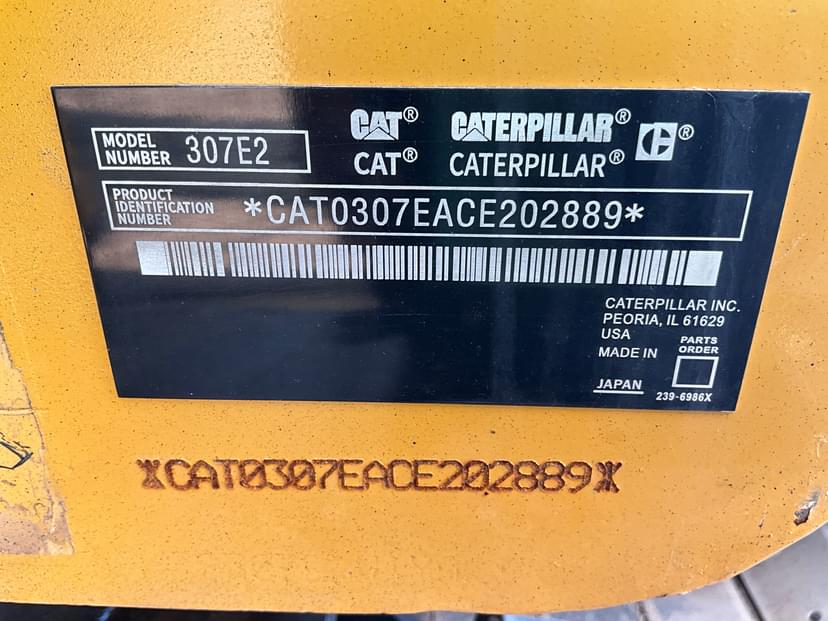 MODEL NUMBER 307E2
CAT® CATERPILLAR® C®
CAT® CATERPILLAR®
PRODUCT IDENTIFICATION NUMBER *CAT0307EACE202889*
CATERPILLAR INC.
PEORIA, IL 61629
USA
MADE IN
JAPAN
PARTS ORDER
239-6986X
*CAT0307EACE202889*